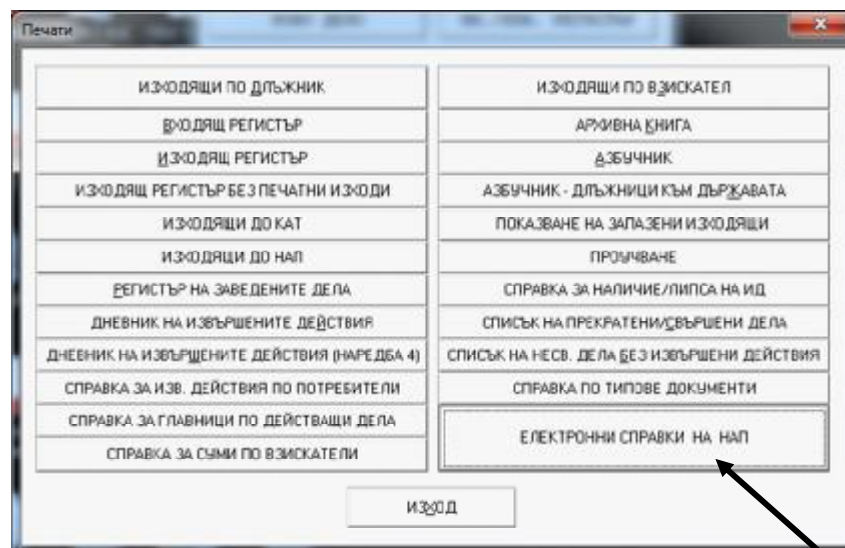 Печати
ИЗХОДЯЩИ ПО ДЛЪЖНИК
ВХОДЯЩ РЕГИСТЪР
ИЗХОДЯЩ РЕГИСТЪР
ИЗХОДЯЩ РЕГИСТЪР БЕЗ ПЕЧАТНИ ИЗХОДИ
ИЗХОДЯЩИ ДО КАТ
ИЗХОДЯЩИ ДО НАП
РЕГИСТЪР НА ЗАВЕДЕНИТЕ ДЕЛА
ДНЕВНИК НА ИЗВЪРШЕНИТЕ ДЕЙСТВИЯ
ДНЕВНИК НА ИЗВЪРШЕНИТЕ ДЕЙСТВИЯ (НАРЕДБА 4)
СПРАВКА ЗА ИЗВ. ДЕЙСТВИЯ ПО ПОТРЕБИТЕЛИ
СПРАВКА ЗА ГЛАВНИЦИ ПО ДЕЙСТВАЩИ ДЕЛА
СПРАВКА ЗА СУМИ ПО ВЗИСКАТЕЛИ
ИЗХОДЯЩИ ПО ВЗИСКАТЕЛ
АРХИВНА КНИГА
АЗБУЧНИК
АЗБУЧНИК - ДЛЪЖНИЦИ КЪМ ДЪРЖАВАТА
ПОКАЗВАНЕ НА ЗАПАЗЕНИ ИЗХОДЯЩИ
ПРОУЧВАНЕ
СПРАВКА ЗА НАЛИЧИЕ/ЛИПСА НА ИД
СПИСЪК НА ПРЕКРАТЕНИ/СВЪРШЕНИ ДЕЛА
СПИСЪК НА НЕСВ. ДЕЛА БЕЗ ИЗВЪРШЕНИ ДЕЙСТВИЯ
СПРАВКА ПО ТИПОВЕ ДОКУМЕНТИ
ЕЛЕКТРОННИ СПРАВКИ НА НАП
ИЗХОД